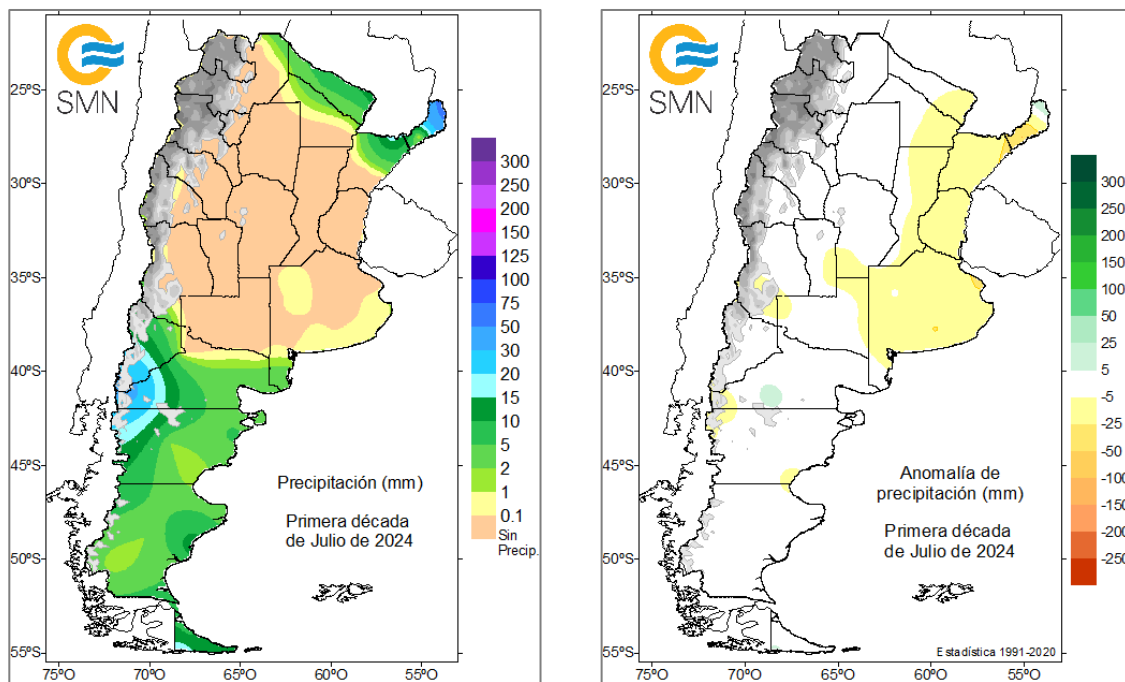 SMN
25ºS
30ºS
35ºS
40ºS
45ºS
50ºS
55ºS
75ºO
70ºO
65ºO
60ºO
55ºO
300
250
200
150
125
100
75
50
30
20
15
10
5
2
1
0.1
Sin
Precip.
Precipitación (mm)
Primera década
de Julio de 2024
SMN
25ºS
30ºS
35ºS
40ºS
45ºS
50ºS
55ºS
75ºO
70ºO
65ºO
60ºO
55ºO
300
200
150
100
50
25
5
-5
-25
-50
-100
-150
-200
-250
Anomalía de
precipitación (mm)
Primera década
de Julio de 2024
Estadística 1991-2020